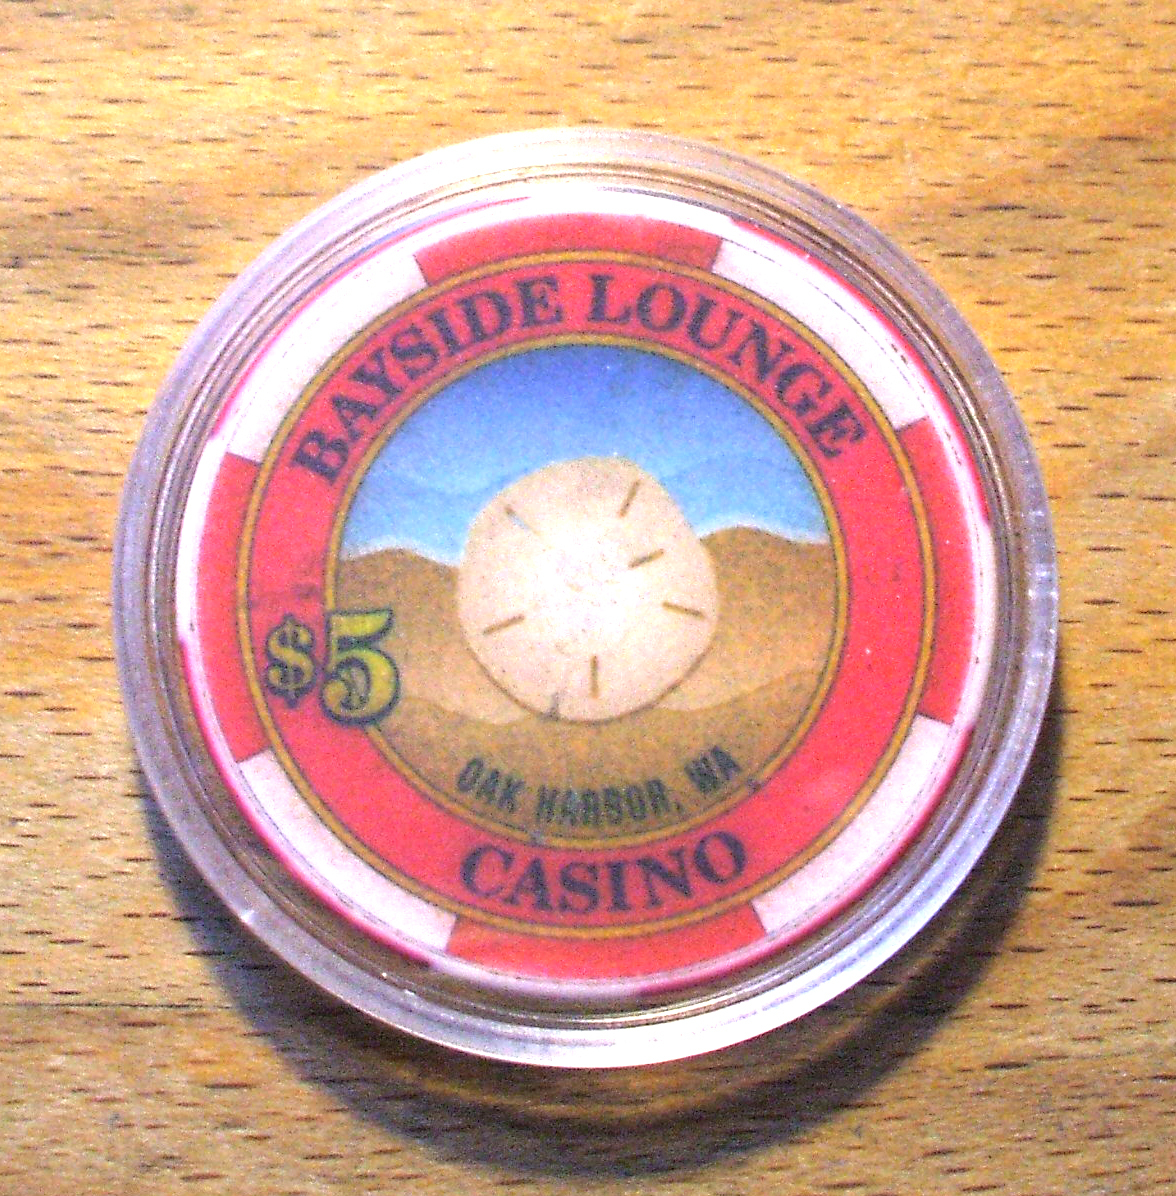 BAYSIDE LOUNGE
$5
OAK HARBOR, WA
CASINO